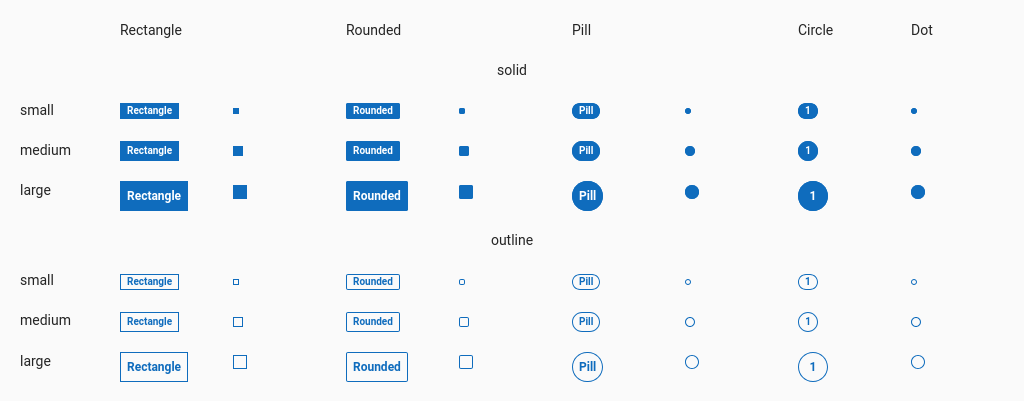 Rectangle Rounded Pill Circle Dot
solid
small Rectangle Rounded Pill 1
medium Rectangle Rounded Pill 1
large Rectangle Rounded Pill 1
outline
small Rectangle Rounded Pill 1
medium Rectangle Rounded Pill 1
large Rectangle Rounded Pill 1